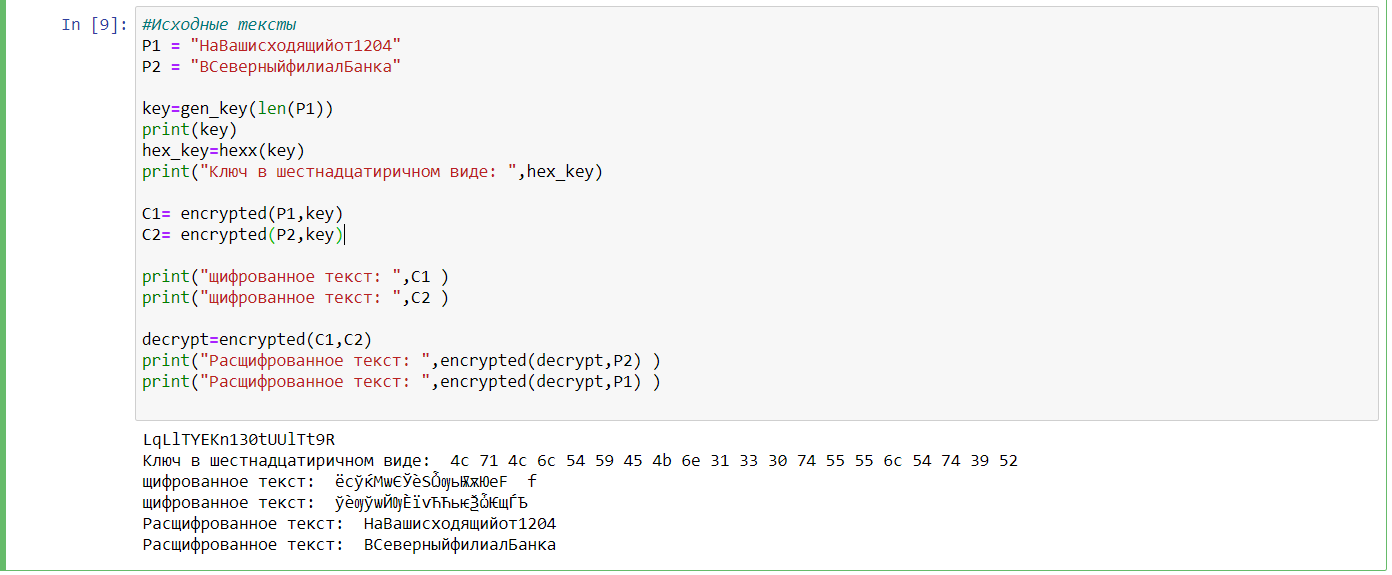 In [9]: #Исходные тексты
P1 = "НаВашисходящийот1204"
P2 = "ВСеверныйфилиалБанка"
key=gen_key(len(P1))
print(key)
hex_key=hexx(key)
print("Ключ в шестнадцатиричном виде: ",hex_key)
C1= encrypted(P1,key)
C2= encrypted(P2,key)
print("щифрованное текст: ",C1 )
print("щифрованное текст: ",C2 )
decrypt=encrypted(C1,C2)
print("Расщифрованное текст: ",encrypted(decrypt,P2) )
print("Расщифрованное текст: ",encrypted(decrypt,P1) )
LqLlTYEKn130tUUlTt9R
Ключ в шестнадцатиричном виде:  4c 71 4c 6c 54 59 45 4b 6e 31 33 30 74 55 55 6c 54 74 39 52
щифрованное текст:
щифрованное текст:
Расщифрованное текст:  НаВашисходящийот1204
Расщифрованное текст:  ВСеверныйфилиалБанка